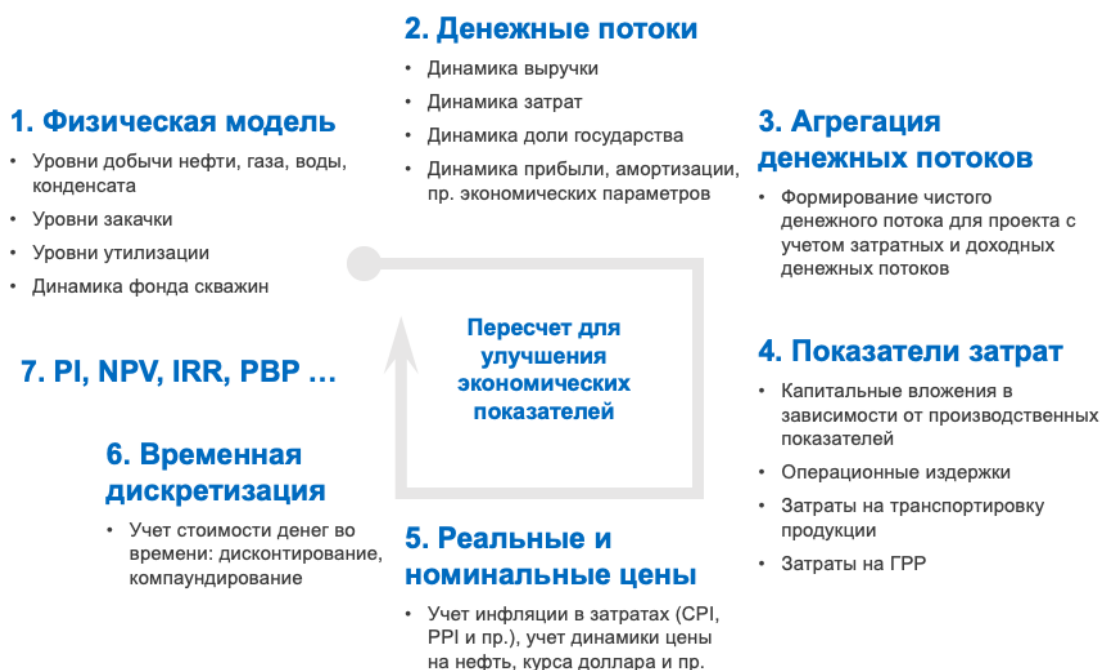 1. Физическая модель
• Уровни добычи нефти, газа, воды,
конденсата
• Уровни закачки
• Уровни утилизации
• Динамика фонда скважин
2. Денежные потоки
• Динамика выручки
• Динамика затрат
• Динамика доли государства
• Динамика прибыли, амортизации,
пр. экономических параметров
3. Агрегация
денежных потоков
• Формирование чистого
денежного потока для проекта с
учетом затратных и доходных
денежных потоков
4. Показатели затрат
• Капитальные вложения в
зависимости от производственных
показателей
• Операционные издержки
• Затраты на транспортировку
продукции
• Затраты на ГРР
5. Реальные и
номинальные цены
• Учет инфляции в затратах (CPI,
PPI и пр.), учет динамики цены
на нефть, курса доллара и пр.
6. Временная
дискретизация
• Учет стоимости денег во
времени: дисконтирование,
компаундирование
7. PI, NPV, IRR, PBP ...
Пересчет для
улучшения
экономических
показателей